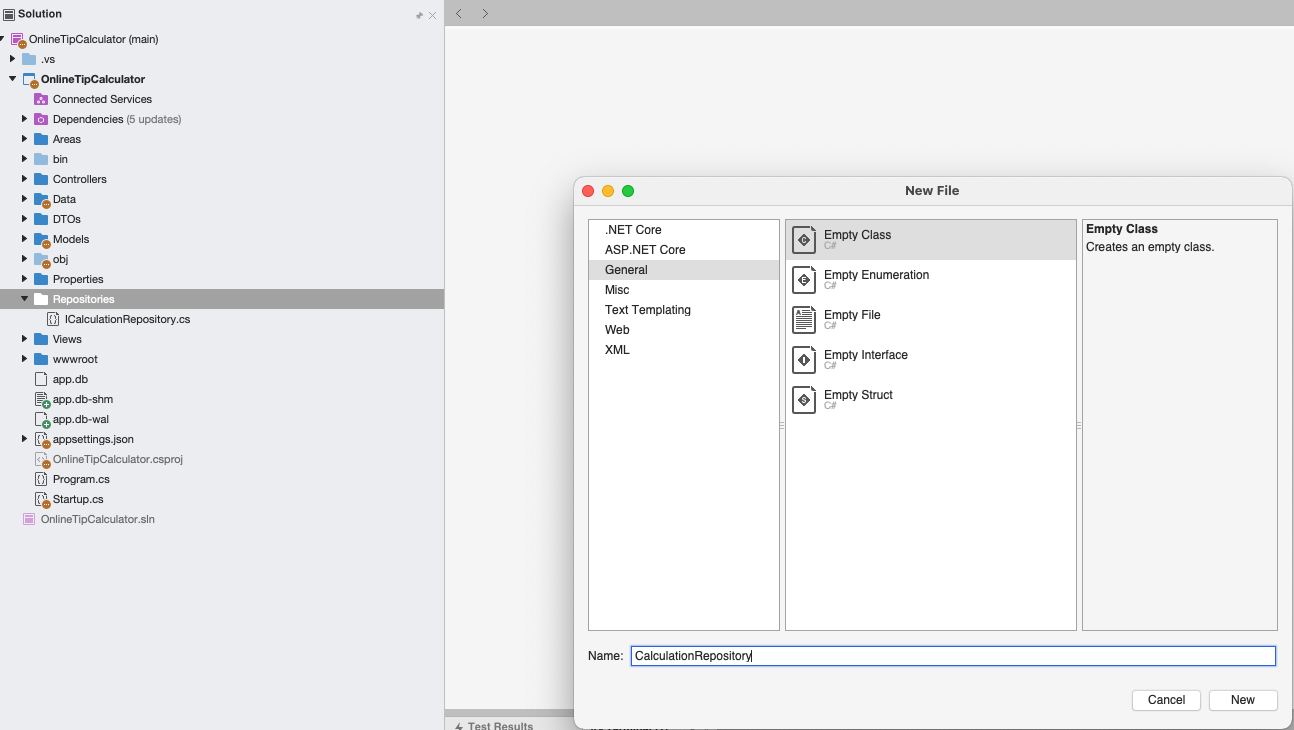 Solution
OnlineTipCalculator (main)
.vs
OnlineTipCalculator
Connected Services
Dependencies (5 updates)
Areas
bin
Controllers
Data
DTOs
Models
obj
Properties
Repositories
ICalculationRepository.cs
Views
wwwroot
app.db
app.db-shm
app.db-wal
appsettings.json
OnlineTipCalculator.csproj
Program.cs
Startup.cs
OnlineTipCalculator.sln
New File
.NET Core
ASP.NET Core
General
Misc
Text Templating
Web
XML
Empty Class
C#
Empty Enumeration
C#
Empty File
C#
Empty Interface
C#
Empty Struct
C#
Empty Class
Creates an empty class.
Name: CalculationRepository
Cancel New
Test Results